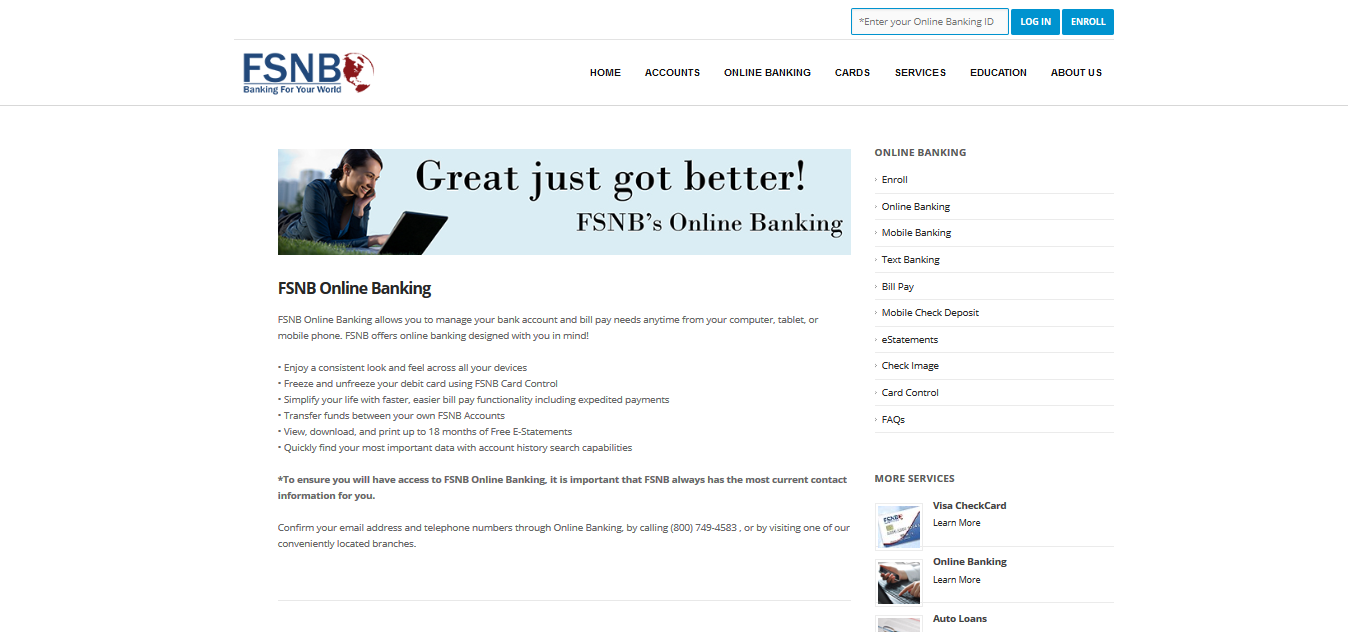 *Enter your Online Banking ID
LOG IN
ENROLL
FSNB
Banking For Your World
HOME
ACCOUNTS
ONLINE BANKING
CARDS
SERVICES
EDUCATION
ABOUT US
Great just got better!
FSNB's Online Banking
FSNB Online Banking
FSNB Online Banking allows you to manage your bank account and bill pay needs anytime from your computer, tablet, or
mobile phone. FSNB offers online banking designed with you in mind!
• Enjoy a consistent look and feel across all your devices
• Freeze and unfreeze your debit card using FSNB Card Control
• Simplify your life with faster, easier bill pay functionality including expedited payments
• Transfer funds between your own FSNB Accounts
• View, download, and print up to 18 months of Free E-Statements
• Quickly find your most important data with account history search capabilities
*To ensure you will have access to FSNB Online Banking, it is important that FSNB always has the most current contact
information for you.
Confirm your email address and telephone numbers through Online Banking, by calling (800) 749-4583 , or by visiting one of our
conveniently located branches.
ONLINE BANKING
Enroll
Online Banking
Mobile Banking
Text Banking
Bill Pay
Mobile Check Deposit
eStatements
Check Image
Card Control
FAQs
MORE SERVICES
FSNB
Visa CheckCard
Learn More
Online Banking
Learn More
Auto Loans